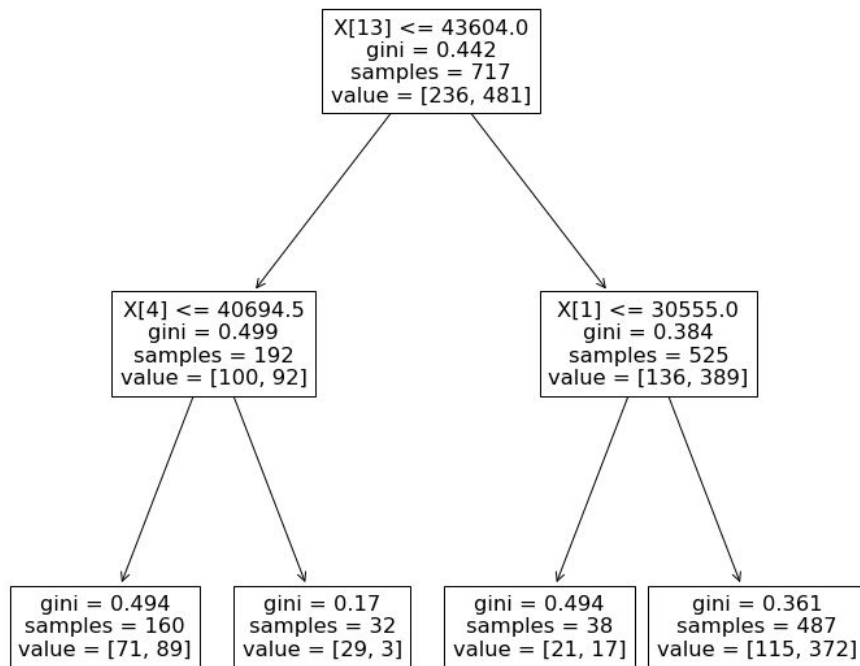 X[13] <= 43604.0
gini = 0.442
samples = 717
value = [236, 481]
X[4] <= 40694.5
gini = 0.499
samples = 192
value = [100, 92]
X[1] <= 30555.0
gini = 0.384
samples = 525
value = [136, 389]
gini = 0.494
samples = 160
value = [71, 89]
gini = 0.17
samples = 32
value = [29, 3]
gini = 0.494
samples = 38
value = [21, 17]
gini = 0.361
samples = 487
value = [115, 372]